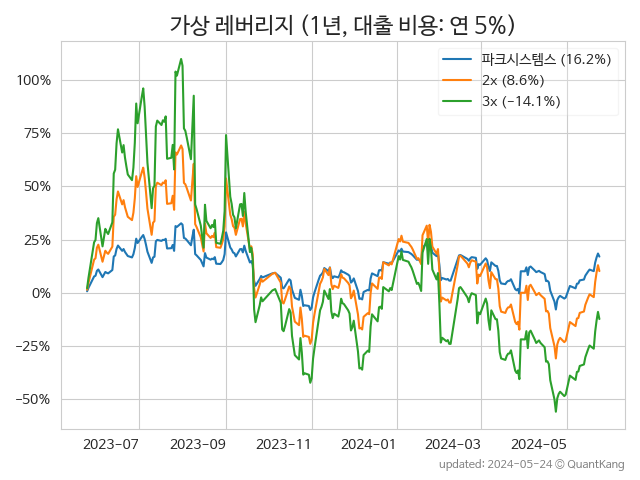 가상 레버리지 (1년, 대출 비용: 연 5%)
파크시스템스 (16.2%)
2x (8.6%)
3x (−14.1%)
100%
75%
50%
25%
0%
−25%
−50%
2023−07
2023−09
2023−11
2024−01
2024−03
2024−05
updated: 2024-05-24 © QuantKang